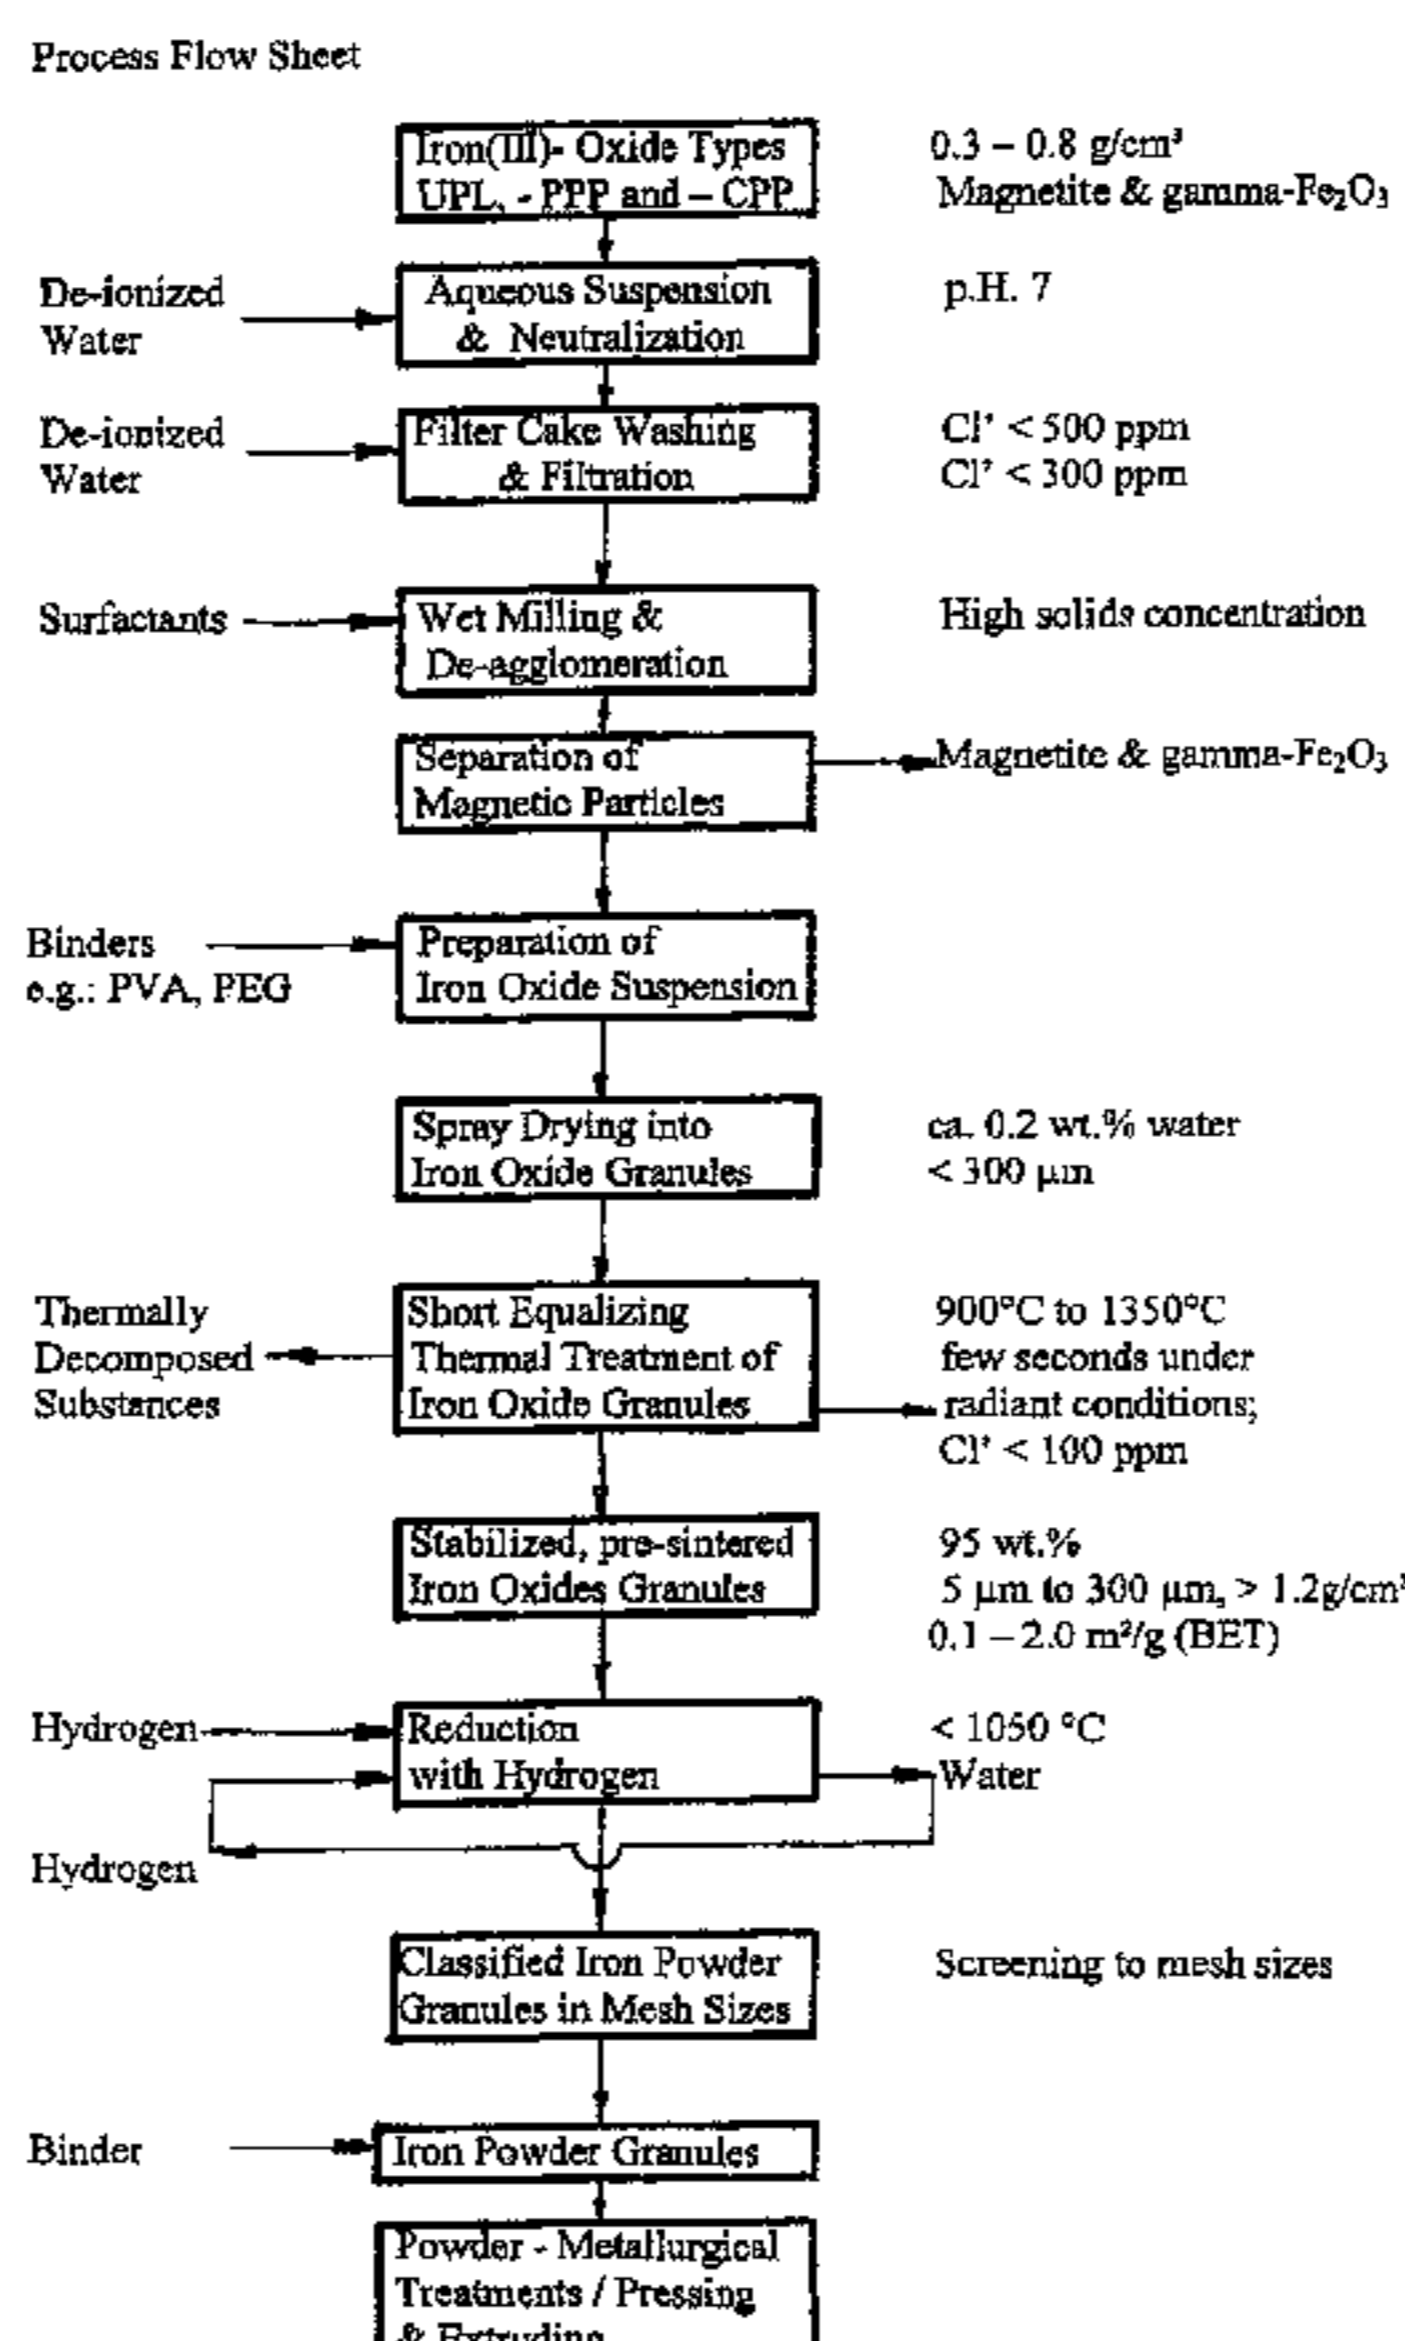 Process Flow Sheet
Iron(III)- Oxide Types
UPL, - PPP and – CPP
0.3 – 0.8 g/cm³
Magnetite & gamma-Fe₂O₃
De-ionized
Water
Aqueous Suspension
& Neutralization
p.H. 7
De-ionized
Water
Filter Cake Washing
& Filtration
Cl' < 500 ppm
Cl' < 300 ppm
Surfactants
Wet Milling &
De-agglomeration
High solids concentration
Separation of
Magnetic Particles
Magnetite & gamma-Fe₂O₃
Binders
e.g.: PVA, PEG
Preparation of
Iron Oxide Suspension
Spray Drying into
Iron Oxide Granules
ca. 0.2 wt.% water
< 300 µm
Thermally
Decomposed
Substances
Short Equalizing
Thermal Treatment of
Iron Oxide Granules
900°C to 1350°C
few seconds under
radiant conditions;
Cl' < 100 ppm
Stabilized, pre-sintered
Iron Oxides Granules
95 wt.%
5 µm to 300 µm, > 1.2g/cm³
0.1 – 2.0 m²/g (BET)
Hydrogen
Reduction
with Hydrogen
< 1050 °C
Water
Hydrogen
Classified Iron Powder
Granules in Mesh Sizes
Screening to mesh sizes
Binder
Iron Powder Granules
Powder - Metallurgical
Treatments / Pressing
& Extruding